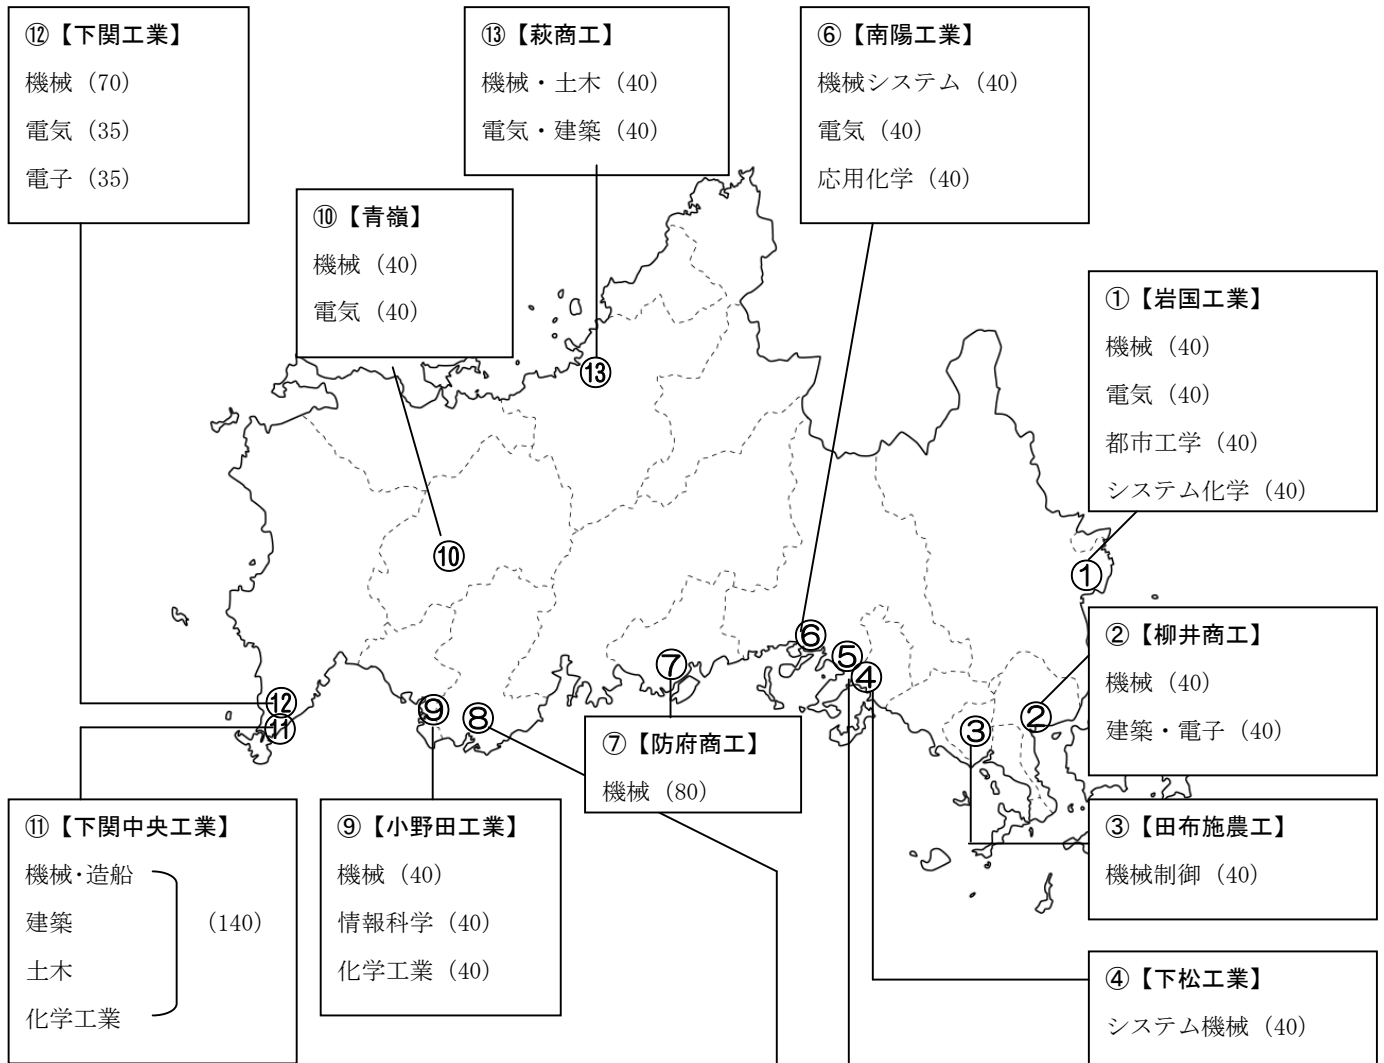 ⑫【下関工業】
機械（70）
電気（35）
電子（35）
⑬【萩商工】
機械・土木（40）
電気・建築（40）
⑥【南陽工業】
機械システム（40）
電気（40）
応用化学（40）
⑩【青嶺】
機械（40）
電気（40）
①【岩国工業】
機械（40）
電気（40）
都市工学（40）
システム化学（40）
⑬
⑩
①
⑥
⑤
④
⑦
⑫
⑪
⑨
⑧
③
②
②【柳井商工】
機械（40）
建築・電子（40）
⑦【防府商工】
機械（80）
⑪【下関中央工業】
機械・造船
建築（140）
土木
化学工業
⑨【小野田工業】
機械（40）
情報科学（40）
化学工業（40）
③【田布施農工】
機械制御（40）
④【下松工業】
システム機械（40）